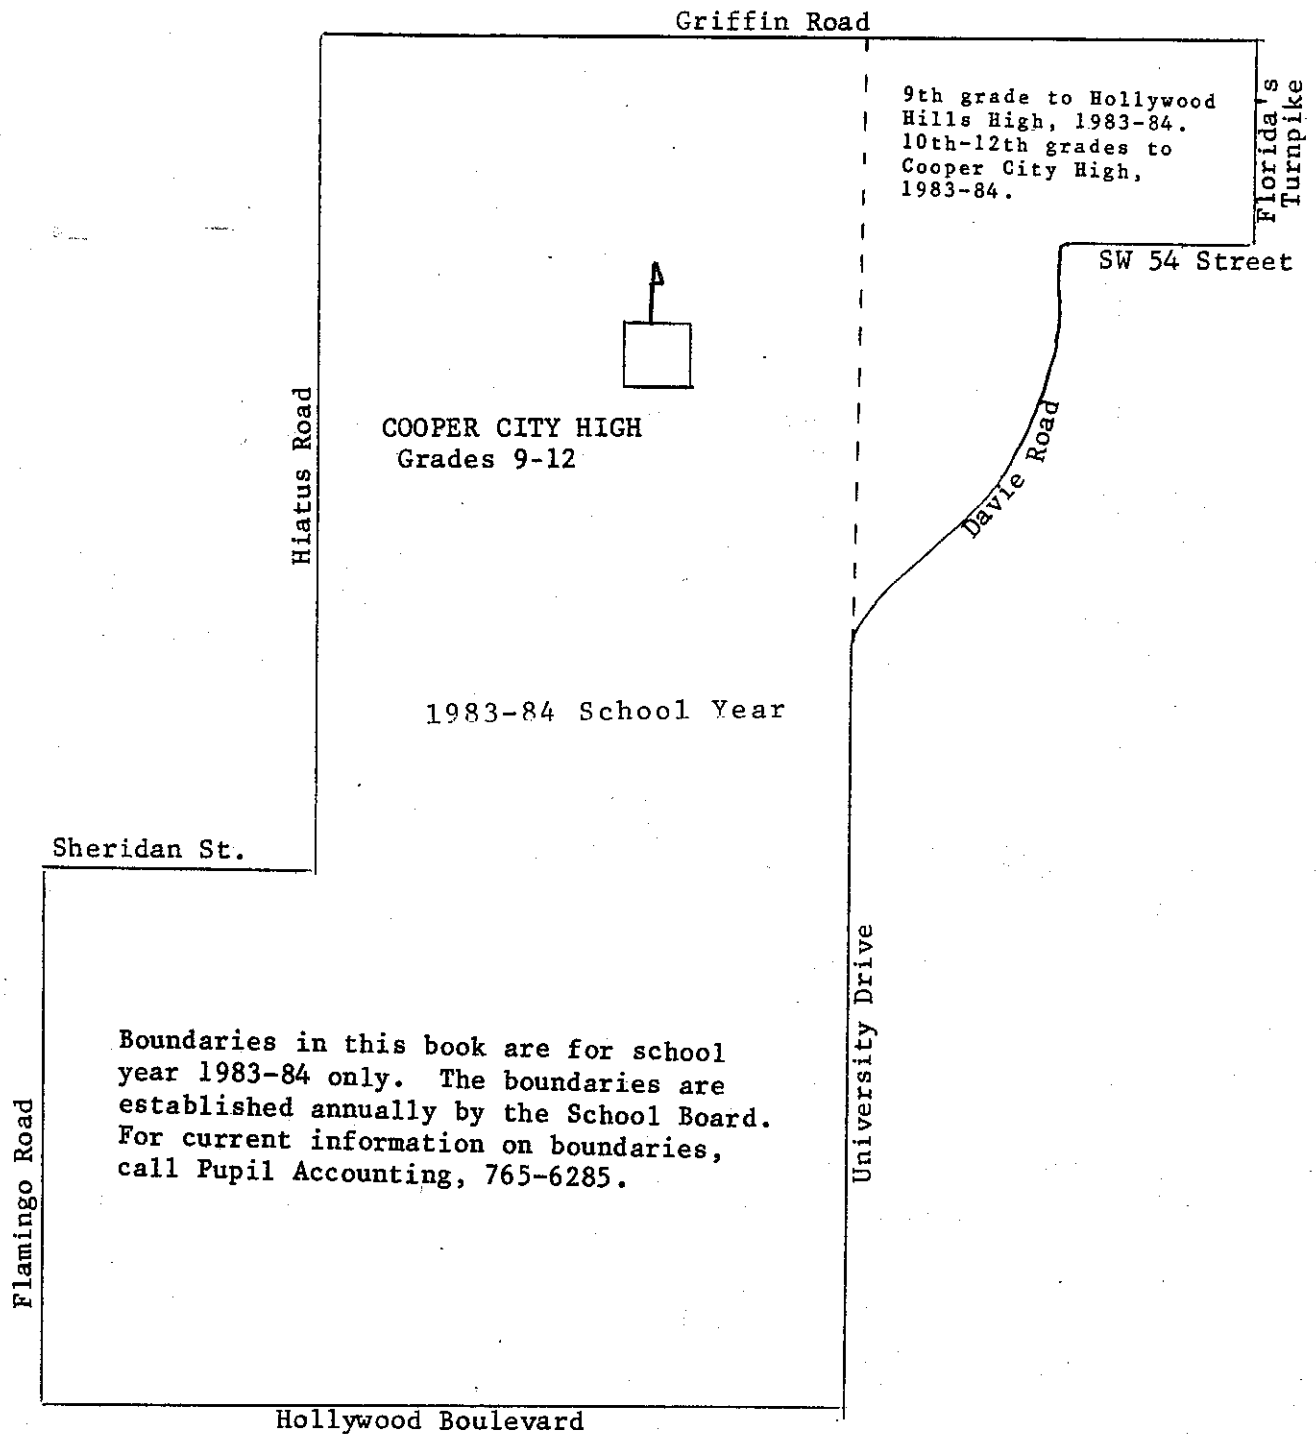 Griffin Road
9th grade to Hollywood
Hills High, 1983-84.
10th-12th grades to
Cooper City High,
1983-84.
Florida's
Turnpike
SW 54 Street
Hiatus Road
COOPER CITY HIGH
Grades 9-12
Davie Road
1983-84 School Year
Sheridan St.
University Drive
Boundaries in this book are for school
year 1983-84 only. The boundaries are
established annually by the School Board.
For current information on boundaries,
call Pupil Accounting, 765-6285.
Flamingo Road
Hollywood Boulevard